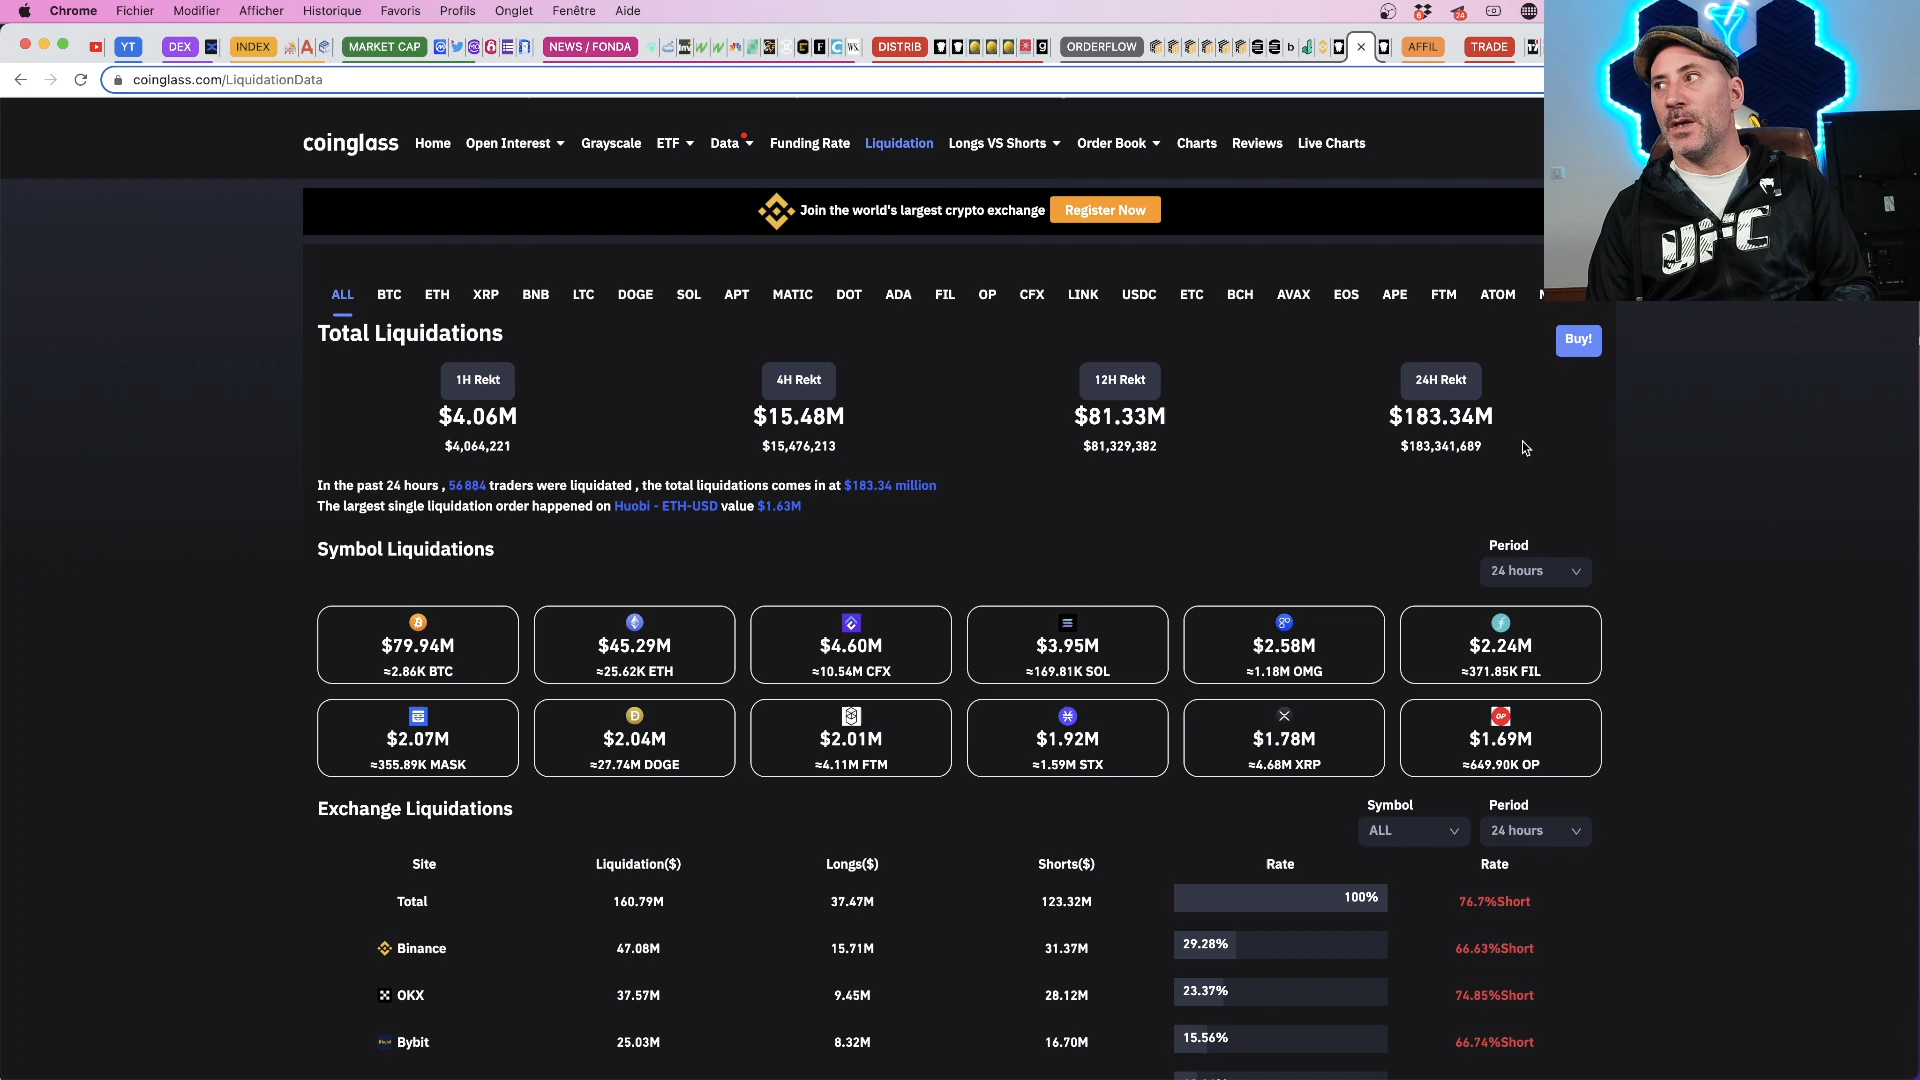 Chrome Fichier Modifier Afficher Historique Favoris Profils Onglet Fenêtre Aide
YT DEX INDEX MARKET CAP NEWS / FONDA DISTRIB ORDERFLOW AFFIL TRADE
coinglass.com/LiquidationData
coinglass Home Open Interest Grayscale ETF Data Funding Rate Liquidation Longs VS Shorts Order Book Charts Reviews Live Charts
UFC
Join the world's largest crypto exchange Register Now
ALL BTC ETH XRP BNB LTC DOGE SOL APT MATIC DOT ADA FIL OP CFX LINK USDC ETC BCH AVAX EOS APE FTM ATOM
Total Liquidations
Buy!
1H Rekt 4H Rekt 12H Rekt 24H Rekt
$4.06M $15.48M $81.33M $183.34M
$4,064,221 $15,476,213 $81,329,382 $183,341,689
In the past 24 hours , 56 884 traders were liquidated , the total liquidations comes in at $183.34 million
The largest single liquidation order happened on Huobi - ETH-USD value $1.63M
Symbol Liquidations
Period
24 hours
$79.94M $45.29M $4.60M $3.95M $2.58M $2.24M
≈2.86K BTC ≈25.62K ETH ≈10.54M CFX ≈169.81K SOL ≈1.18M OMG ≈371.85K FIL
$2.07M $2.04M $2.01M $1.92M $1.78M $1.69M
≈355.89K MASK ≈27.74M DOGE ≈4.11M FTM ≈1.59M STX ≈4.68M XRP ≈649.90K OP
Exchange Liquidations
Symbol Period
ALL 24 hours
Site Liquidation($) Longs($) Shorts($) Rate Rate
Total 160.79M 37.47M 123.32M 100% 76.7%Short
Binance 47.08M 15.71M 31.37M 29.28% 66.63%Short
OKX 37.57M 9.45M 28.12M 23.37% 74.85%Short
Bybit 25.03M 8.32M 16.70M 15.56% 66.74%Short